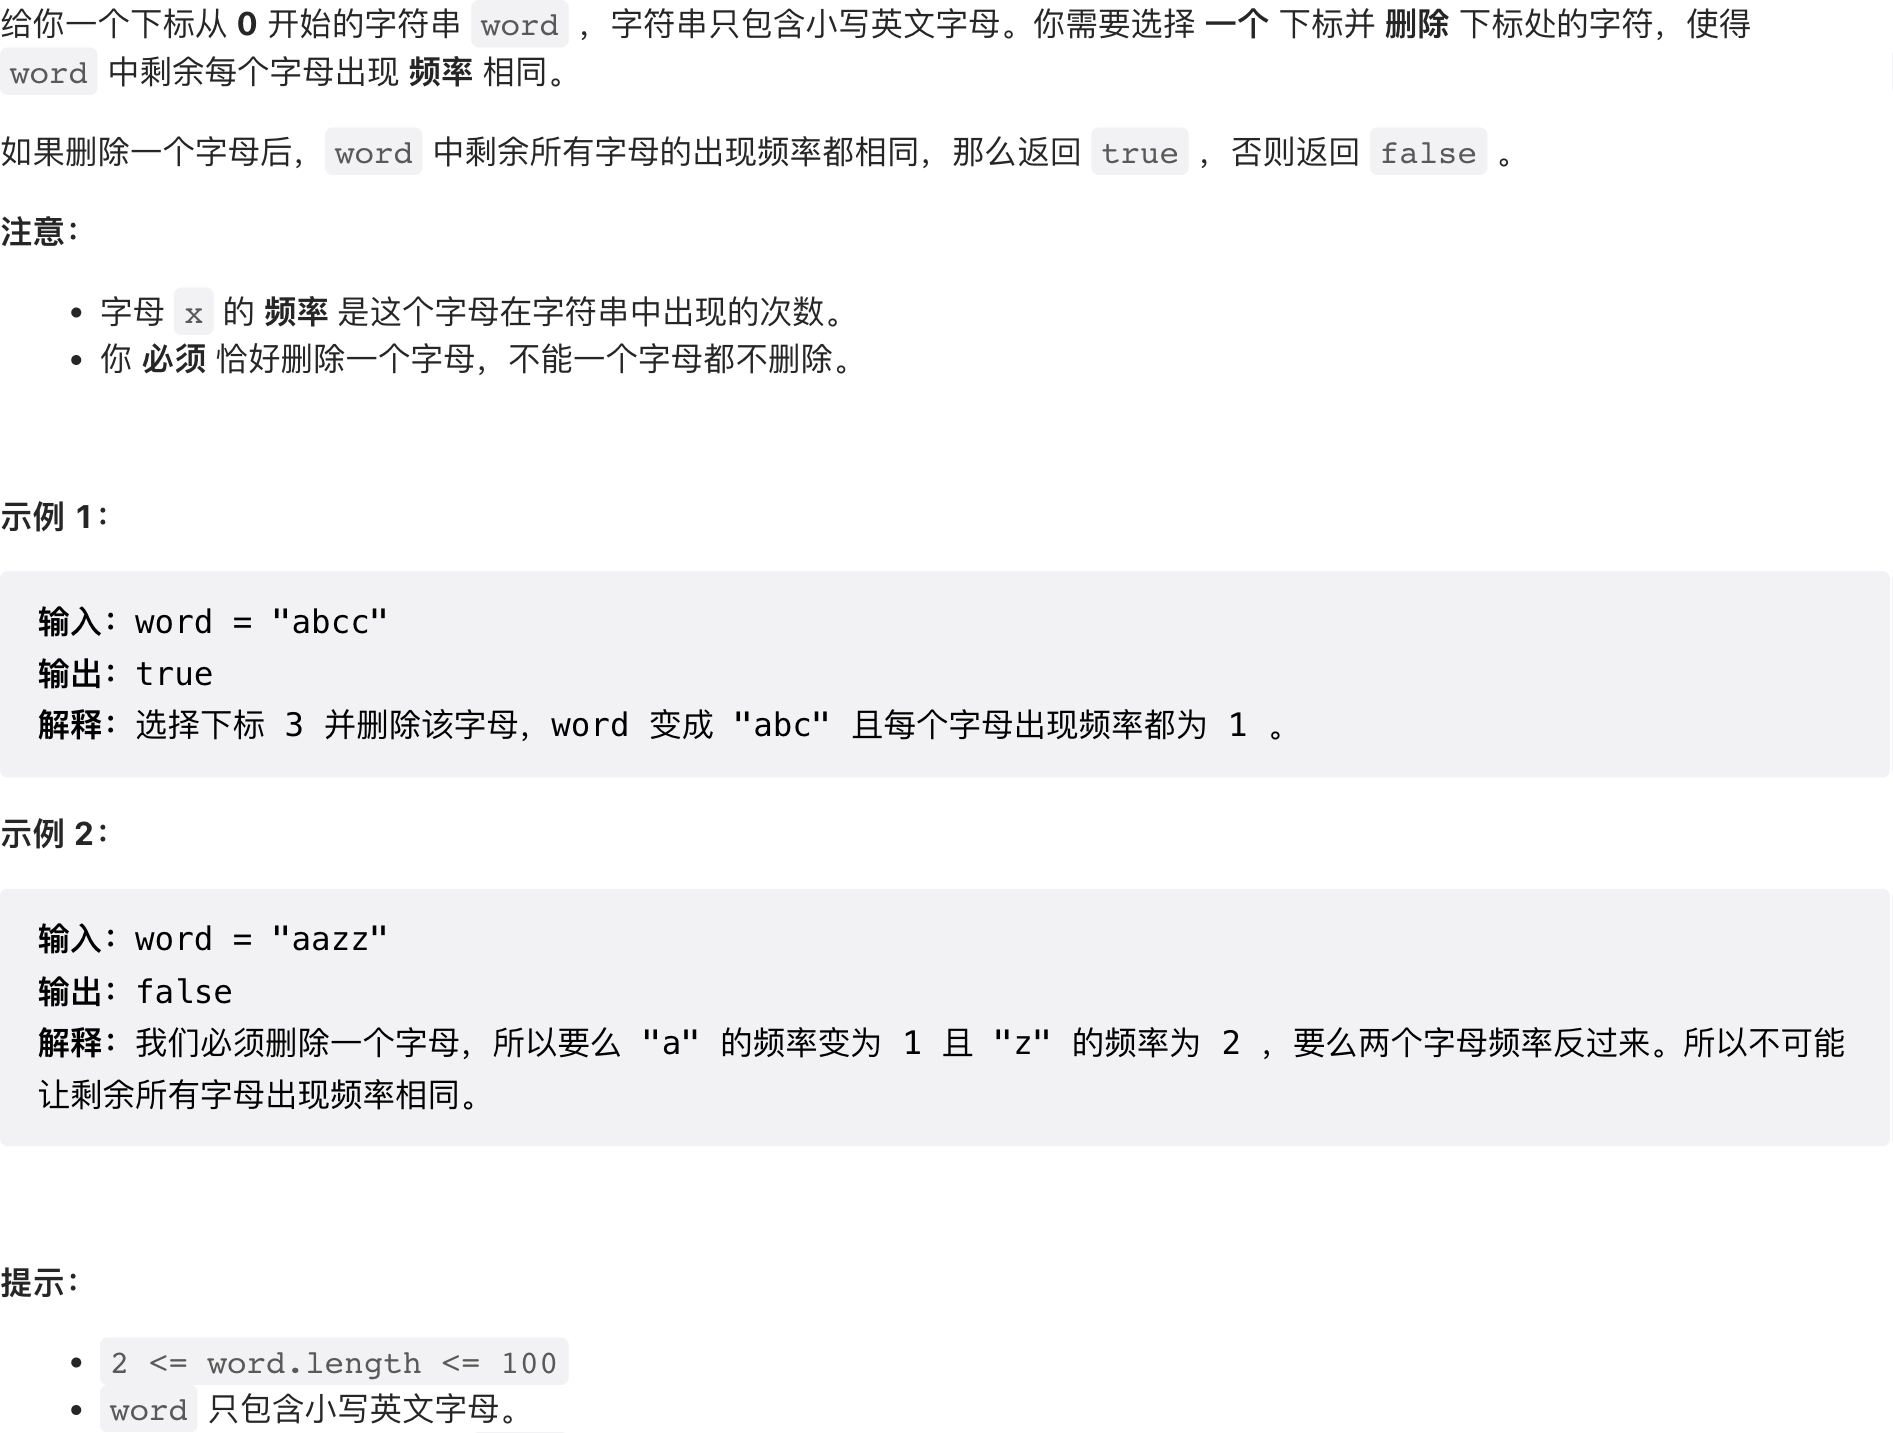 给你一个下标从 0 开始的字符串 word ，字符串只包含小写英文字母。你需要选择 一个 下标并 删除 下标处的字符，使得
word 中剩余每个字母出现 频率 相同。
如果删除一个字母后， word 中剩余所有字母的出现频率都相同，那么返回 true ，否则返回 false 。
注意：
• 字母 x 的 频率 是这个字母在字符串中出现的次数。
• 你 必须 恰好删除一个字母，不能一个字母都不删除。
示例 1：
输入：word = "abcc"
输出：true
解释：选择下标 3 并删除该字母，word 变成 "abc" 且每个字母出现频率都为 1 。
示例 2：
输入：word = "aazz"
输出：false
解释：我们必须删除一个字母，所以要么 "a" 的频率变为 1 且 "z" 的频率为 2 ，要么两个字母频率反过来。所以不可能
让剩余所有字母出现频率相同。
提示：
• 2 <= word.length <= 100
• word 只包含小写英文字母。